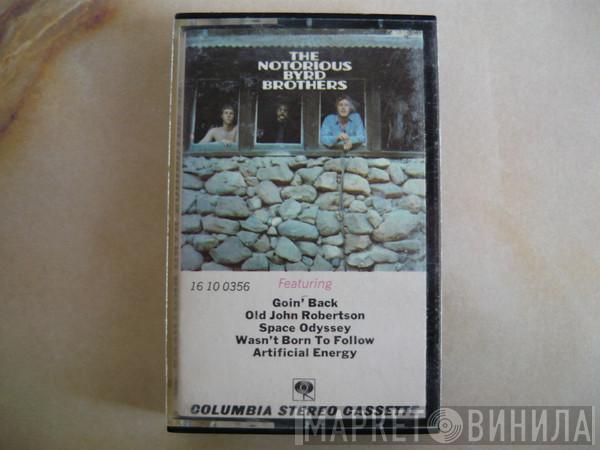 THE
NOTORIOUS
BYRD
BROTHERS
16 10 0356
Featuring
Goin' Back
Old John Robertson
Space Odyssey
Wasn't Born To Follow
Artificial Energy
COLUMBIA STEREO CASSETTE
МАРКЕТ ВИНИЛА